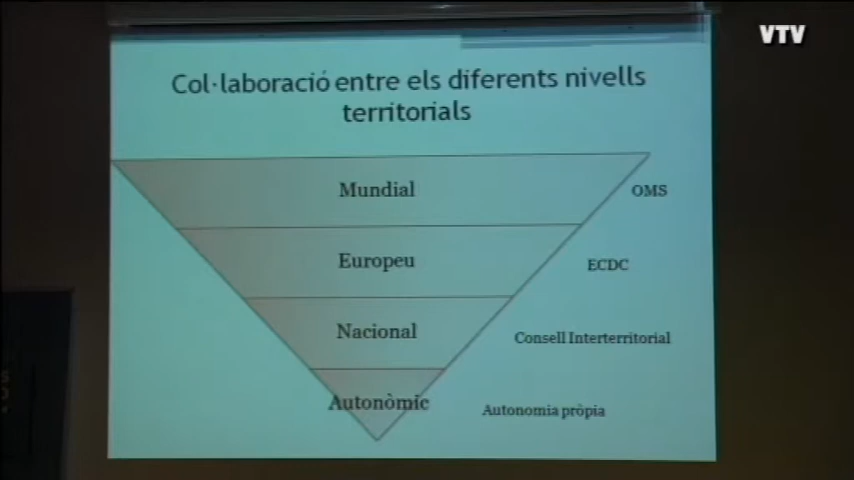 VTV
Col·laboració entre els diferents nivells
territorials
Mundial
OMS
Europeu
ECDC
Nacional
Consell Interterritorial
Autonòmic
Autonomia pròpia